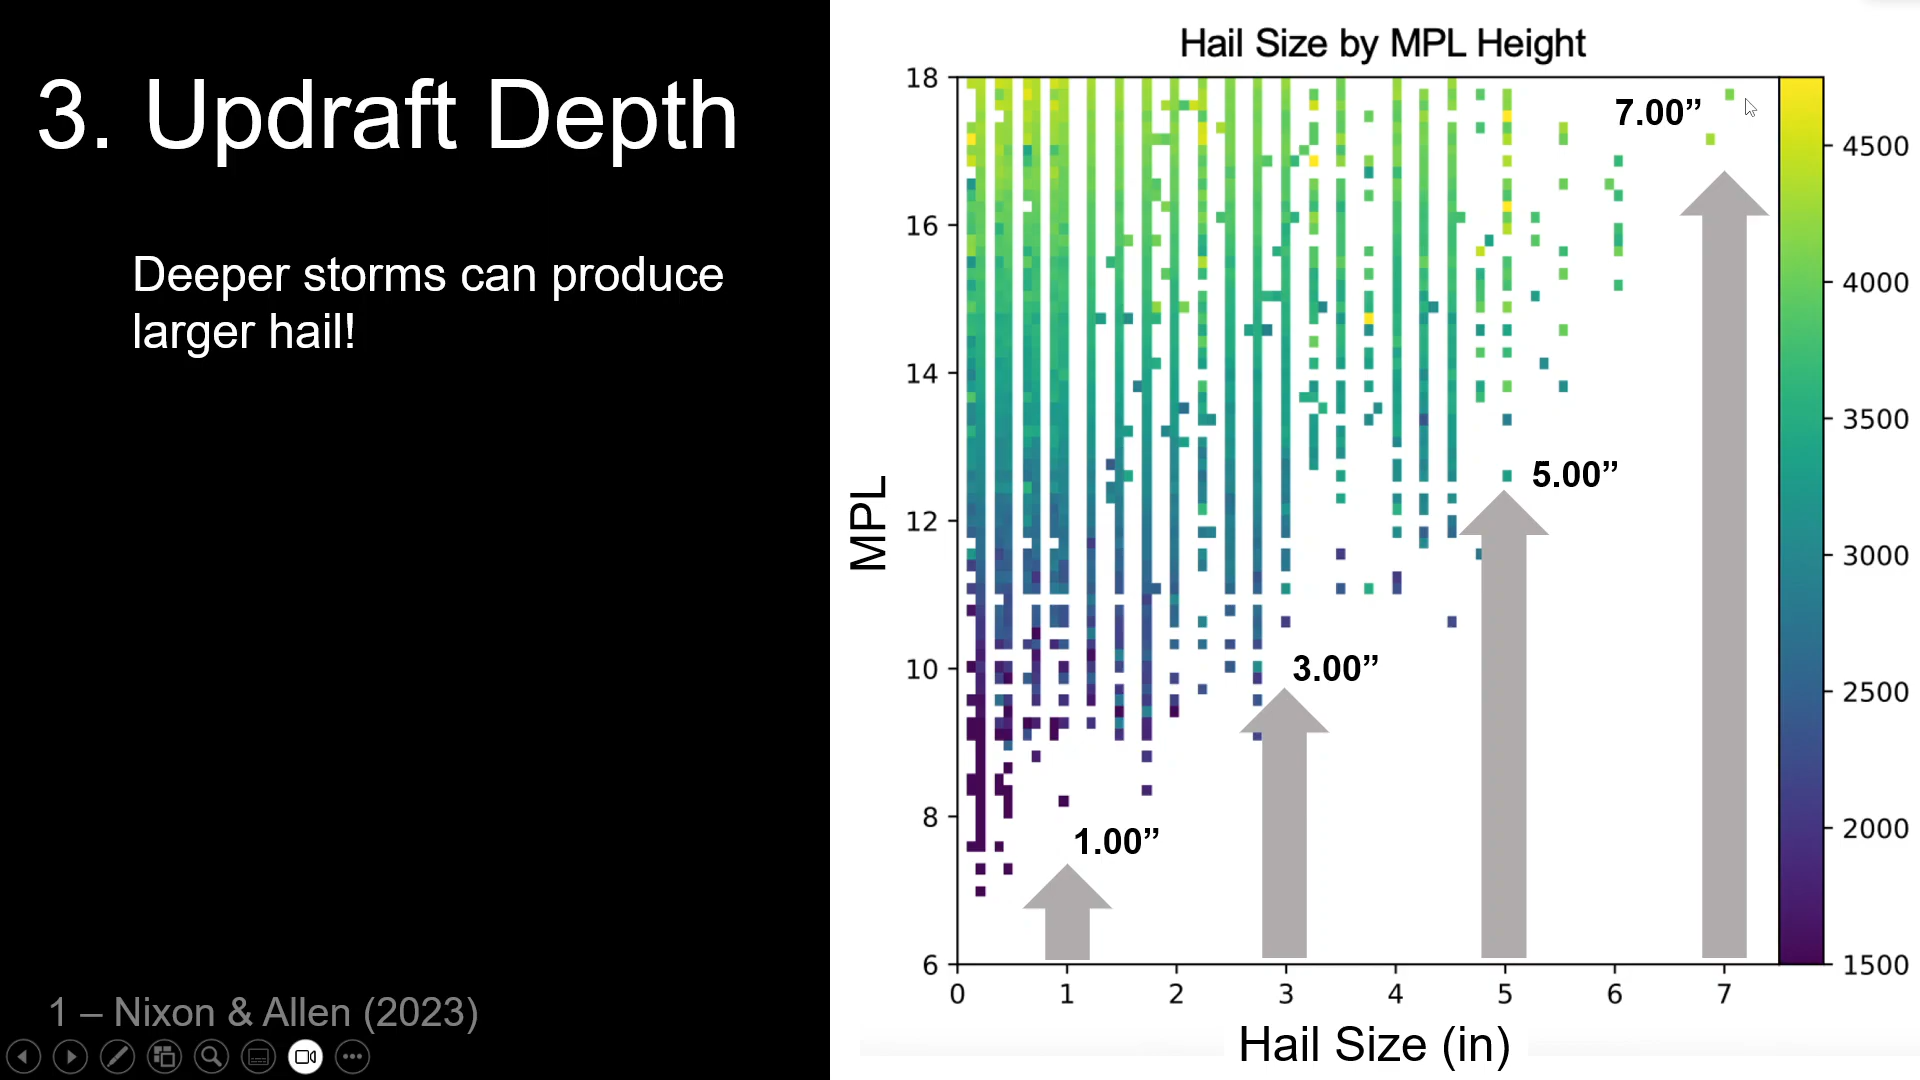 3. Updraft Depth
Deeper storms can produce
larger hail!
1 – Nixon & Allen (2023)
Hail Size by MPL Height
MPL
18
16
14
12
10
8
6
0 1 2 3 4 5 6 7
Hail Size (in)
7.00”
5.00”
3.00”
1.00”
4500
4000
3500
3000
2500
2000
1500